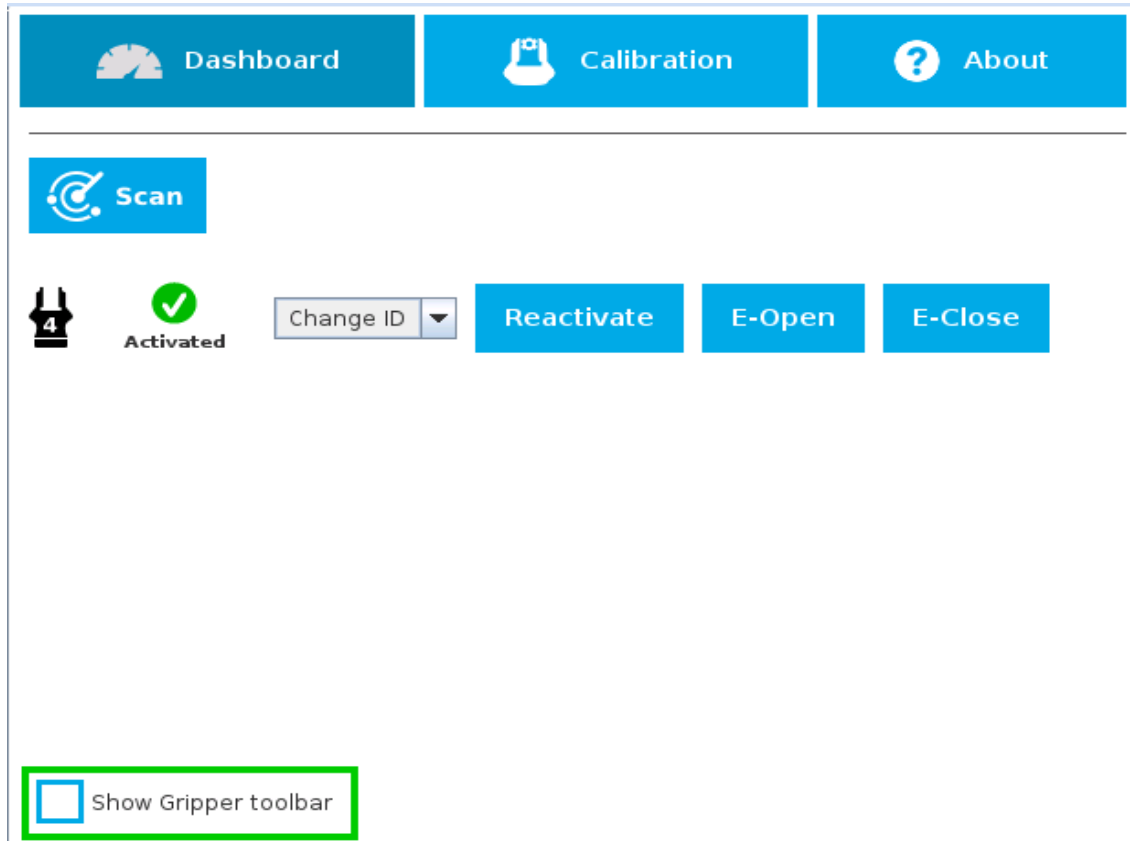 Dashboard Calibration ? About
Scan
4 Activated Change ID Reactivate E-Open E-Close
Show Gripper toolbar